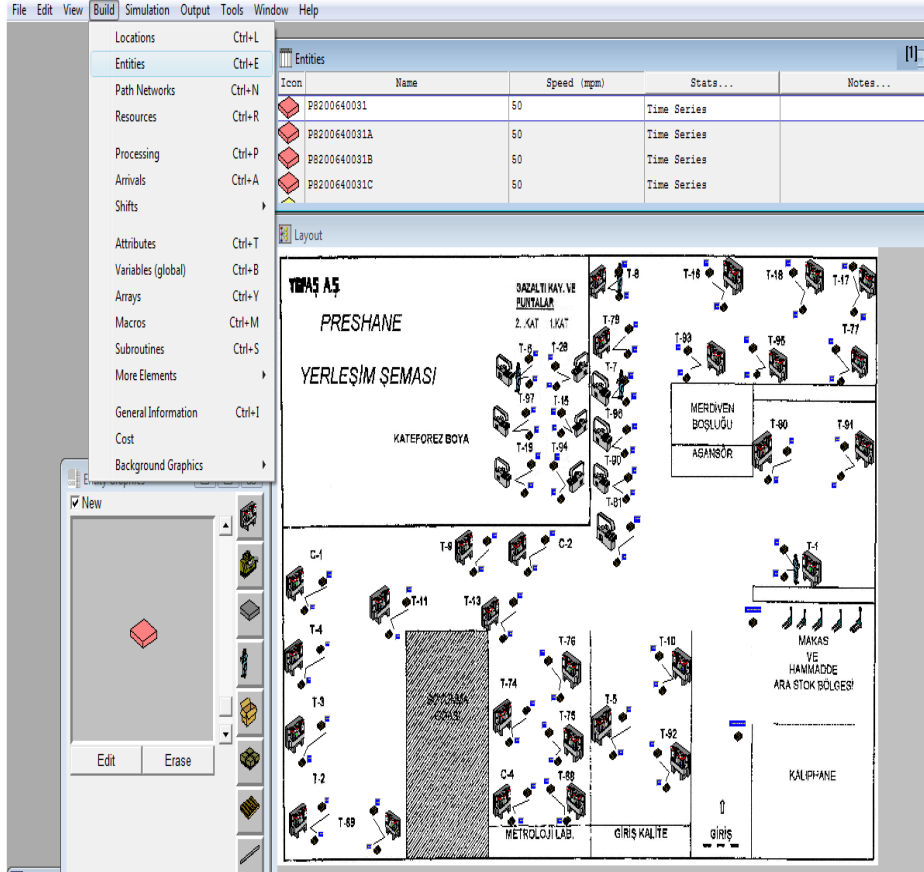 File Edit View Build Simulation Output Tools Window Help
Locations Ctrl+L
Entities Ctrl+E
Path Networks Ctrl+N
Resources Ctrl+R
Processing Ctrl+P
Arrivals Ctrl+A
Shifts
Attributes Ctrl+T
Variables (global) Ctrl+B
Arrays Ctrl+Y
Macros Ctrl+M
Subroutines Ctrl+S
More Elements
General Information Ctrl+I
Cost
Background Graphics
Entities [1]
Icon Name Speed (mpm) Stats... Notes...
P8200640031 50 Time Series
P8200640031A 50 Time Series
P8200640031B 50 Time Series
P8200640031C 50 Time Series
Entity Graphics
New
Edit Erase
Layout
A.Ş.
PRESHANE
YERLEŞİM ŞEMASI
KATEFOREZ BOYA
GAZALTI KAY. VE
PUNTALAR
2. KAT 1.KAT
T-6 T-28
T-97 T-15
T-19 T-94
T-8
T-79
T-7
T-96
T-90
T-81
T-16 T-18 T-17
T-93 T-95 T-77
MERDİVEN
BOŞLUĞU
ASANSÖR
T-80 T-91
T-1
T-9 C-2
C-1
T-11 T-13
T-4
T-3
T-2
T-69
T-76
T-74
T-75
C-4 T-88
T-10
T-5
T-92
MAKAS
VE
HAMMADDE
ARA STOK BÖLGESİ
KALIPHANE
METROLOJİ LAB. GİRİŞ KALİTE GİRİŞ